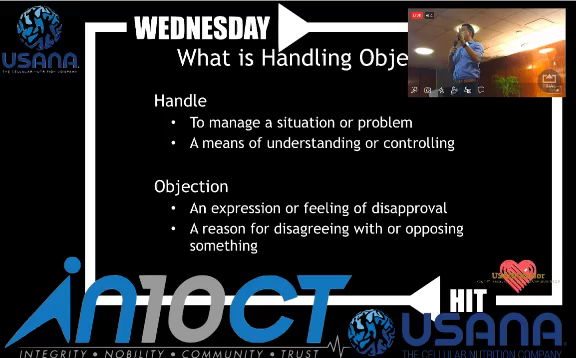 WEDNESDAY
USANA
THE CELLULAR NUTRITION COMPANY
What is Handling Obje
Handle
• To manage a situation or problem
• A means of understanding or controlling
Objection
• An expression or feeling of disapproval
• A reason for disagreeing with or opposing
something
in10CT
HIT
USANA
INTEGRITY • NOBILITY • COMMUNITY • TRUST
THE CELLULAR NUTRITION COMPANY